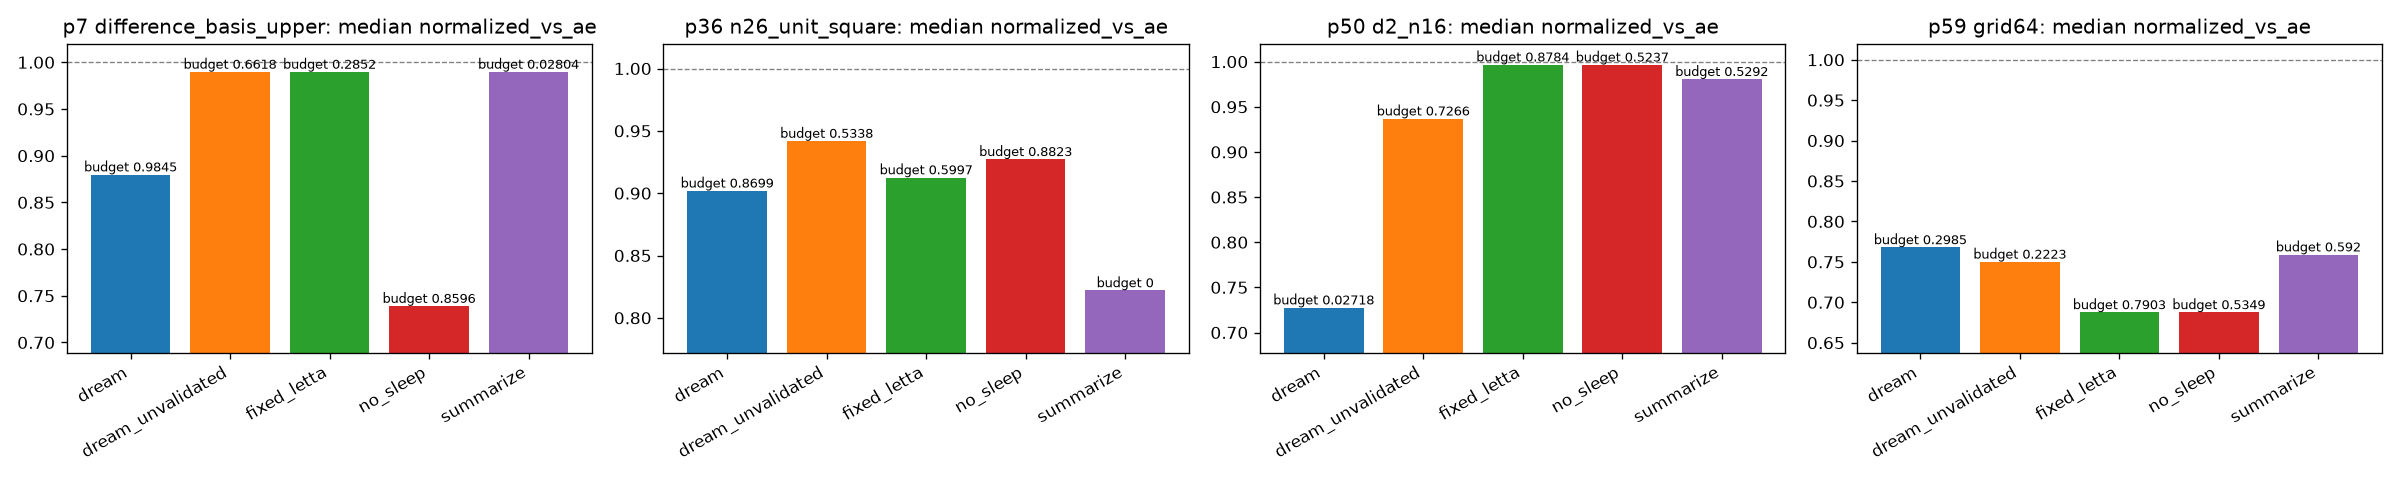 p7 difference_basis_upper: median normalized_vs_ae
1.00
0.95
0.90
0.85
0.80
0.75
0.70
budget 0.9845
budget 0.6618
budget 0.2852
budget 0.8596
budget 0.02804
dream
dream_unvalidated
fixed_letta
no_sleep
summarize
p36 n26_unit_square: median normalized_vs_ae
1.00
0.95
0.90
0.85
0.80
budget 0.8699
budget 0.5338
budget 0.5997
budget 0.8823
budget 0
dream
dream_unvalidated
fixed_letta
no_sleep
summarize
p50 d2_n16: median normalized_vs_ae
1.00
0.95
0.90
0.85
0.80
0.75
0.70
budget 0.02718
budget 0.7266
budget 0.8784
budget 0.5237
budget 0.5292
dream
dream_unvalidated
fixed_letta
no_sleep
summarize
p59 grid64: median normalized_vs_ae
1.00
0.95
0.90
0.85
0.80
0.75
0.70
0.65
budget 0.2985
budget 0.2223
budget 0.7903
budget 0.5349
budget 0.592
dream
dream_unvalidated
fixed_letta
no_sleep
summarize